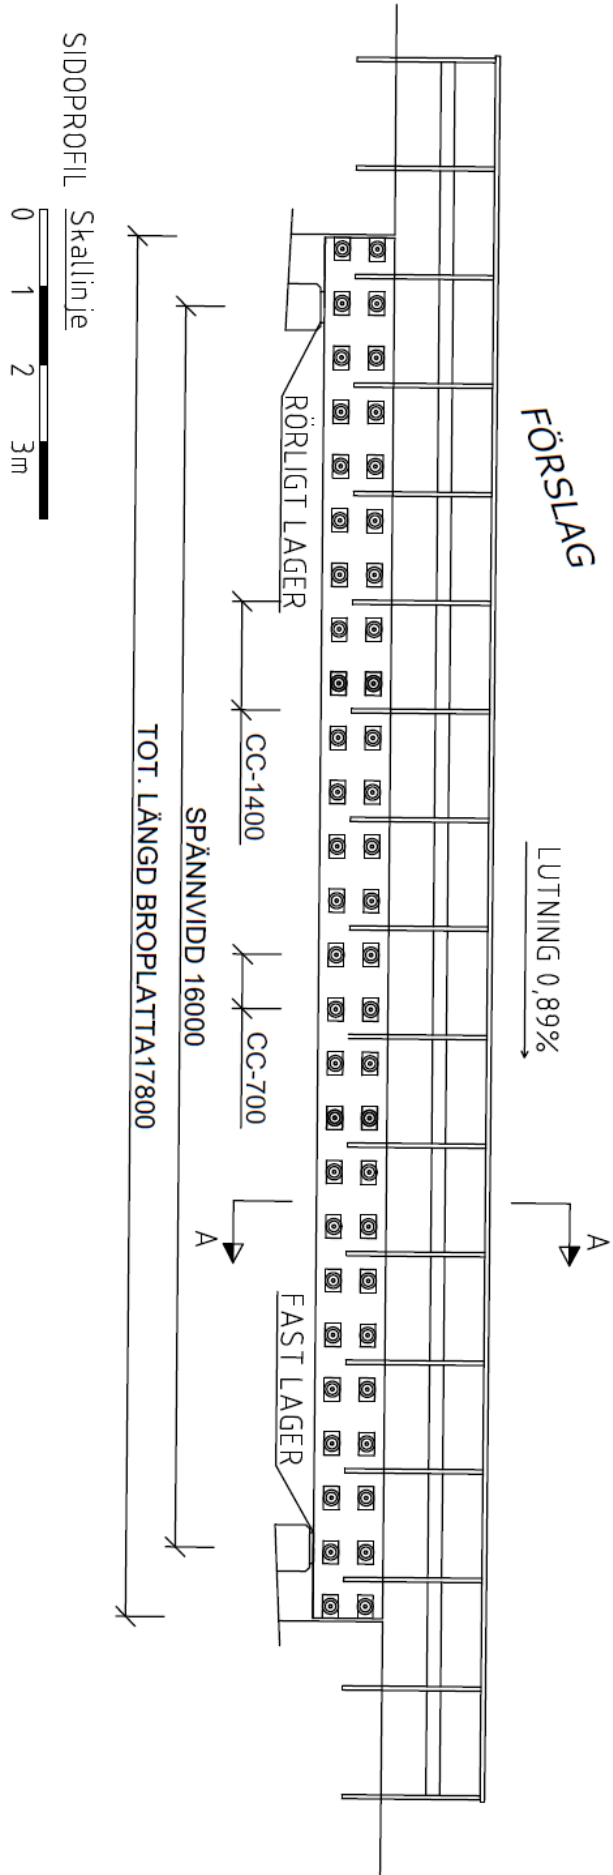 FÖRSLAG
LUTNING 0,89%
A
RÖRLIGT LAGER
CC-1400
CC-700
A
FAST LAGER
SPÄNNVIDD 16000
TOT. LÄNGD BROPLATTA17800
SIDOPROFIL Skallinje
0 1 2 3m